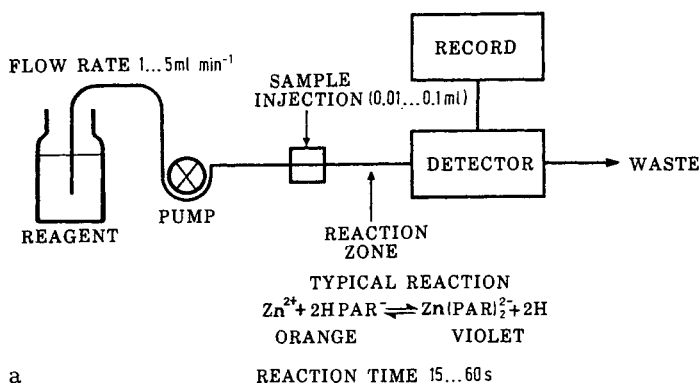 RECORD
FLOW RATE 1...5ml min⁻¹
SAMPLE
INJECTION (0,01...0,1ml)
DETECTOR
WASTE
PUMP
REAGENT
REACTION
ZONE
TYPICAL REACTION
Zn²⁺+ 2HPAR⁻ ⇌ Zn(PAR)₂²⁻ + 2H
ORANGE VIOLET
a REACTION TIME 15...60s